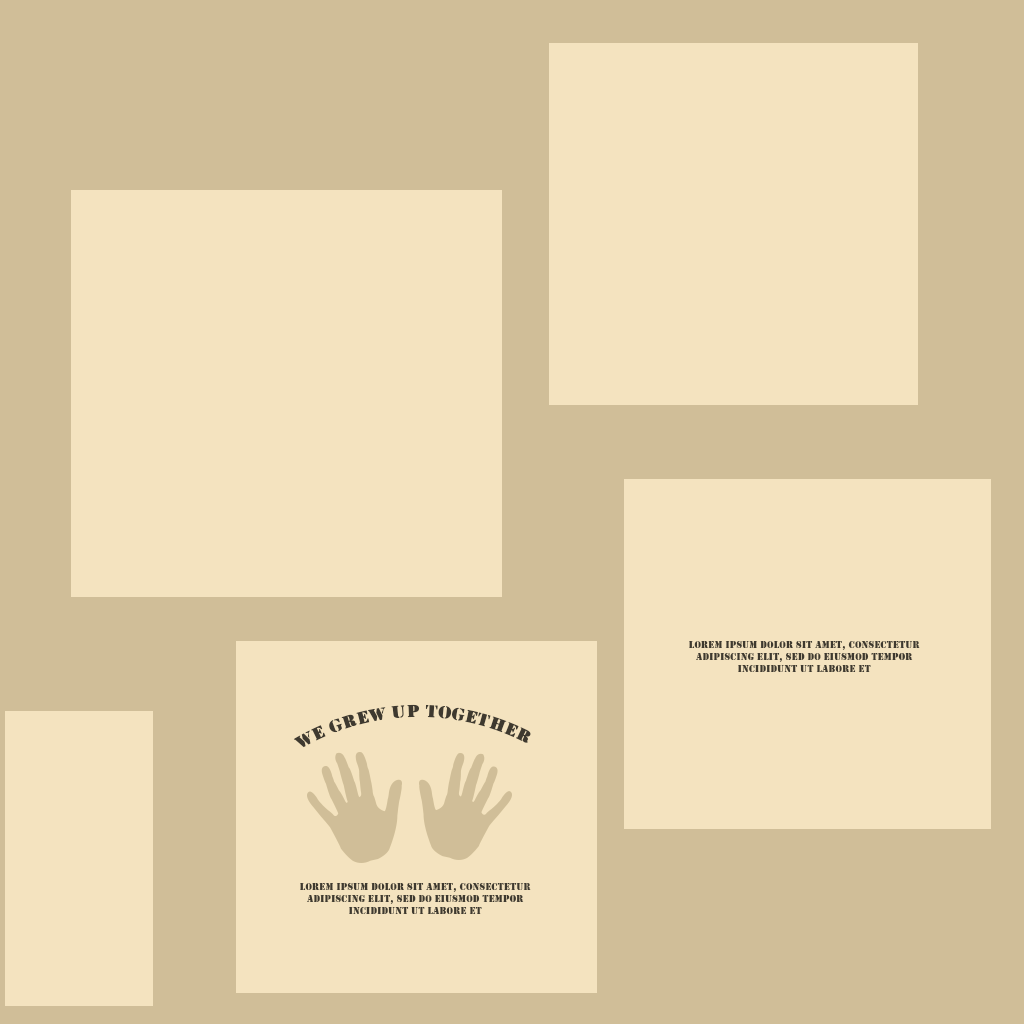 LOREM IPSUM DOLOR SIT AMET, CONSECTETUR
ADIPISCING ELIT, SED DO EIUSMOD TEMPOR
INCIDIDUNT UT LABORE ET
WE GREW UP TOGETHER
LOREM IPSUM DOLOR SIT AMET, CONSECTETUR
ADIPISCING ELIT, SED DO EIUSMOD TEMPOR
INCIDIDUNT UT LABORE ET